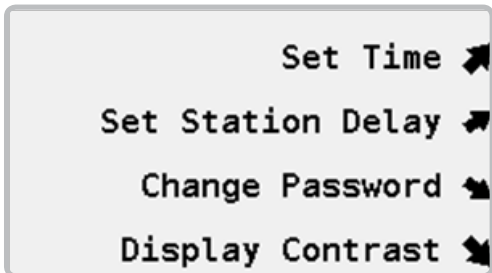 Set Time
Set Station Delay
Change Password
Display Contrast